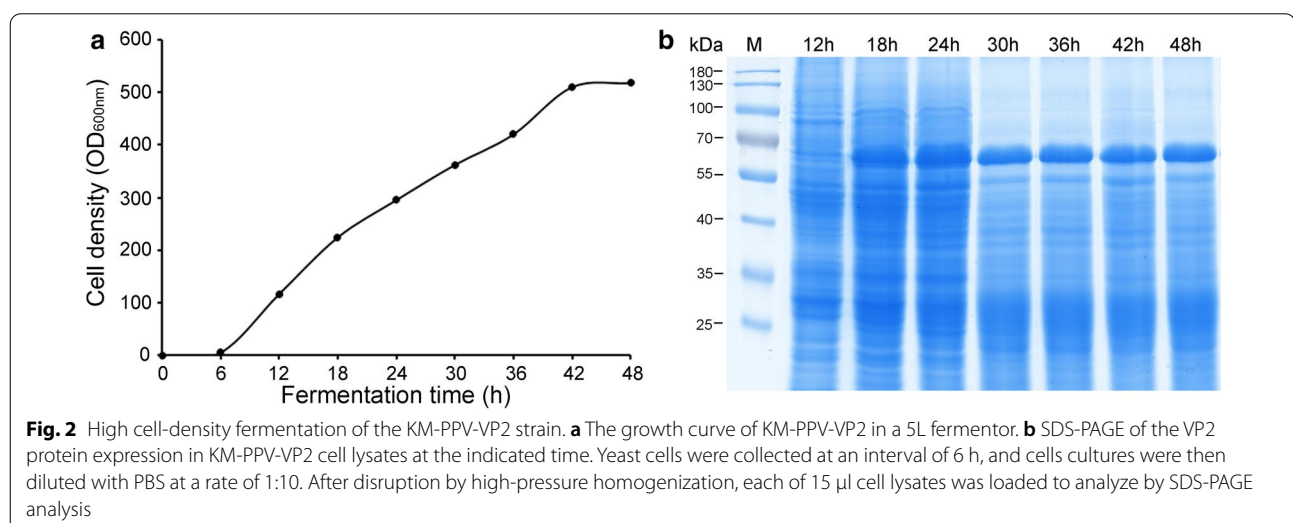 a
600
500
400
300
200
100
0
Cell density (OD600nm)
0 6 12 18 24 30 36 42 48
Fermentation time (h)
b
kDa M 12h 18h 24h 30h 36h 42h 48h
180
130
100
70
55
40
35
25
Fig. 2 High cell-density fermentation of the KM-PPV-VP2 strain. a The growth curve of KM-PPV-VP2 in a 5L fermentor. b SDS-PAGE of the VP2
protein expression in KM-PPV-VP2 cell lysates at the indicated time. Yeast cells were collected at an interval of 6 h, and cells cultures were then
diluted with PBS at a rate of 1:10. After disruption by high-pressure homogenization, each of 15 µl cell lysates was loaded to analyze by SDS-PAGE
analysis